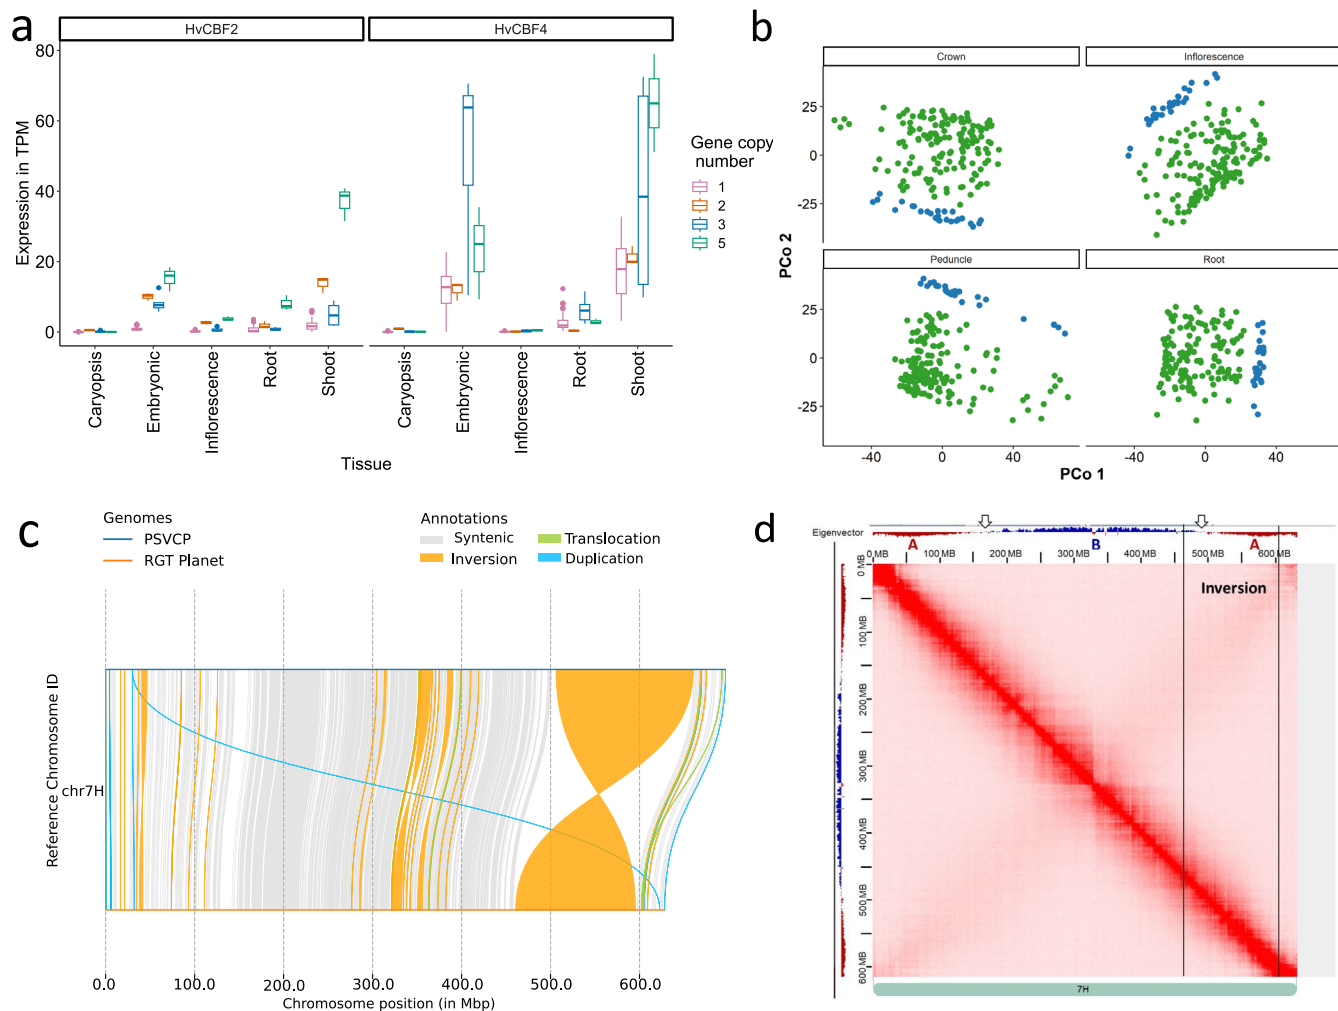 a
HvCBF2
HvCBF4
80
60
40
20
0
Expression in TPM
Caryopsis
Embryonic
Inflorescence
Root
Shoot
Caryopsis
Embryonic
Inflorescence
Root
Shoot
Tissue
Gene copy
number
1
2
3
5
b
Crown
Inflorescence
25
0
-25
Peduncle
Root
25
0
-25
PCo 2
-40
0
40
-40
0
40
PCo 1
c
Genomes
PSVCP
RGT Planet
Annotations
Syntenic
Inversion
Translocation
Duplication
Reference Chromosome ID
chr7H
0.0
100.0
200.0
300.0
400.0
500.0
600.0
Chromosome position (in Mbp)
d
Eigenvector
A
B
A
0 MB
100 MB
200 MB
300 MB
400 MB
500 MB
600 MB
0 MB
100 MB
200 MB
300 MB
400 MB
500 MB
600 MB
Inversion
7H